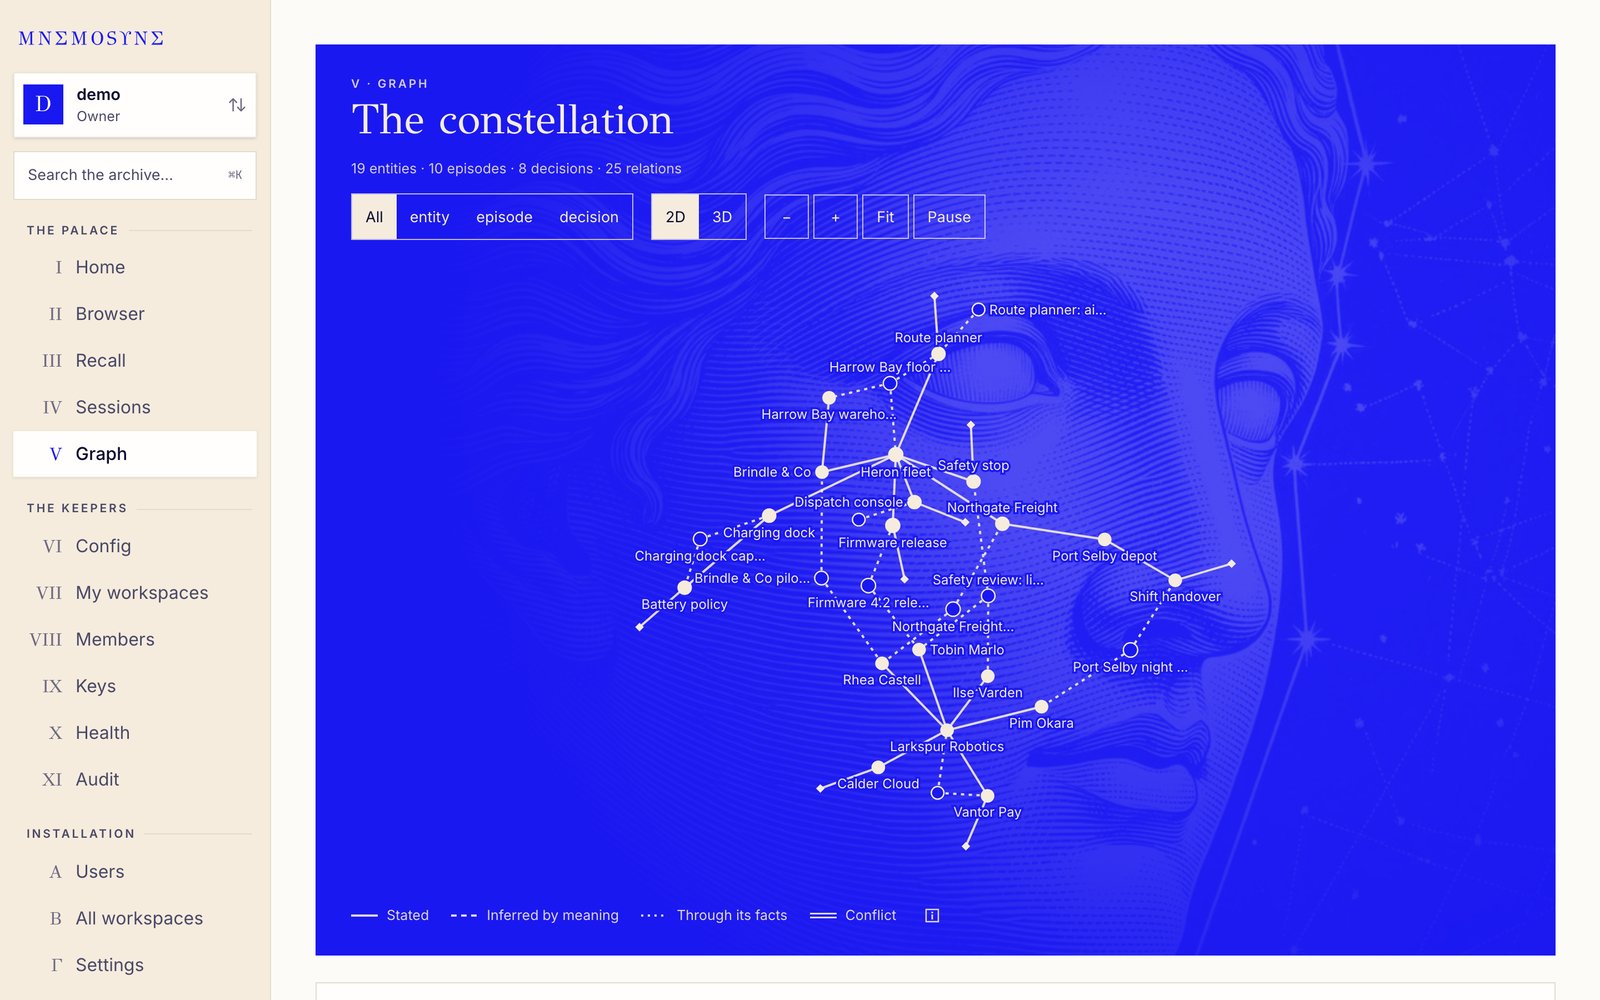 MNΣMOSYNΣ
D
demo
Owner
Search the archive...
⌘K
THE PALACE
I Home
II Browser
III Recall
IV Sessions
V Graph
THE KEEPERS
VI Config
VII My workspaces
VIII Members
IX Keys
X Health
XI Audit
INSTALLATION
A Users
B All workspaces
Γ Settings
V · GRAPH
The constellation
19 entities · 10 episodes · 8 decisions · 25 relations
All entity episode decision 2D 3D − + Fit Pause
Route planner: ai...
Route planner
Harrow Bay floor ...
Harrow Bay wareho...
Brindle & Co
Heron fleet
Safety stop
Dispatch console
Northgate Freight
Charging dock
Firmware release
Charging dock cap...
Port Selby depot
Brindle & Co pilo...
Safety review: li...
Battery policy
Firmware 4.2 rele...
Shift handover
Northgate Freight...
Tobin Marlo
Port Selby night ...
Rhea Castell
Ilse Varden
Pim Okara
Larkspur Robotics
Calder Cloud
Vantor Pay
Stated Inferred by meaning Through its facts Conflict